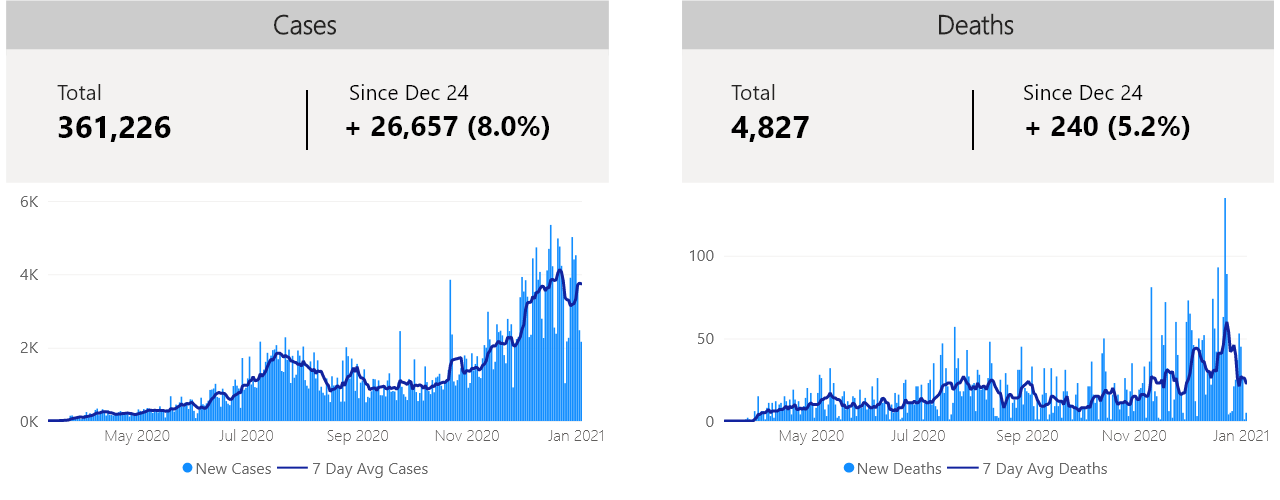 Cases
Total
Since Dec 24
361,226
+ 26,657 (8.0%)
6K
4K
2K
0K
May 2020
Jul 2020
Sep 2020
Nov 2020
Jan 2021
New Cases
7 Day Avg Cases
Deaths
Total
Since Dec 24
4,827
+ 240 (5.2%)
100
50
0
May 2020
Jul 2020
Sep 2020
Nov 2020
Jan 2021
New Deaths
7 Day Avg Deaths